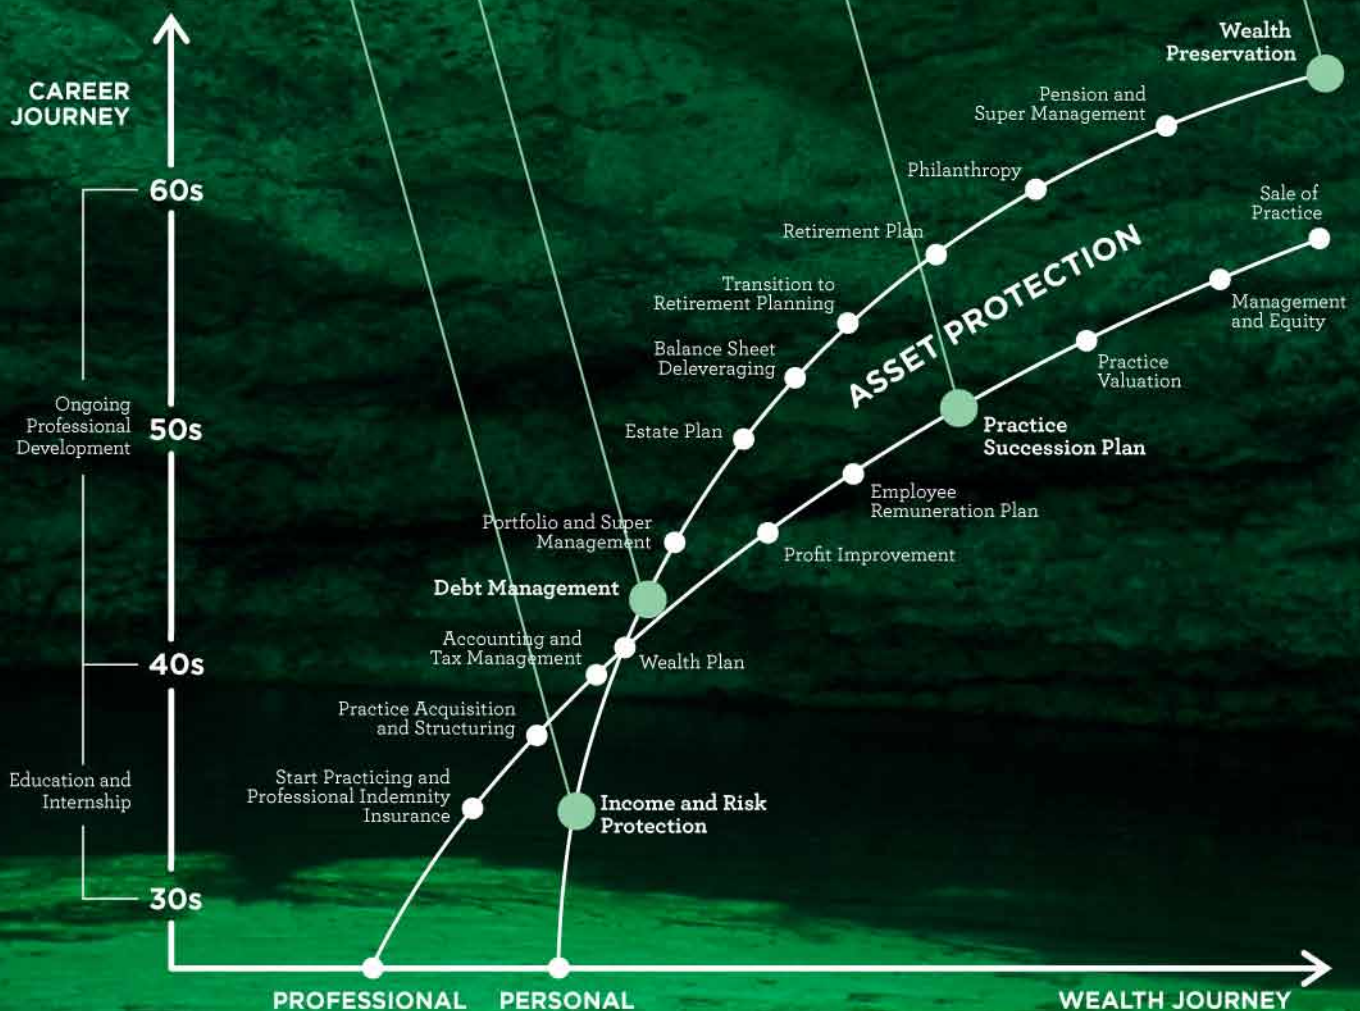 Wealth
Preservation
CAREER
JOURNEY
Pension and
Super Management
Philanthropy
60s
Sale of
Practice
Retirement Plan
ASSET PROTECTION
Transition to
Retirement Planning
Management
and Equity
Balance Sheet
Deleveraging
Practice
Valuation
Ongoing
Professional
Development
50s
Estate Plan
Practice
Succession Plan
Employee
Remuneration Plan
Portfolio and Super
Management
Profit Improvement
Debt Management
Accounting and
Tax Management
40s
Wealth Plan
Practice Acquisition
and Structuring
Education and
Internship
Start Practicing and
Professional Indemnity
Insurance
Income and Risk
Protection
30s
PROFESSIONAL
PERSONAL
WEALTH JOURNEY